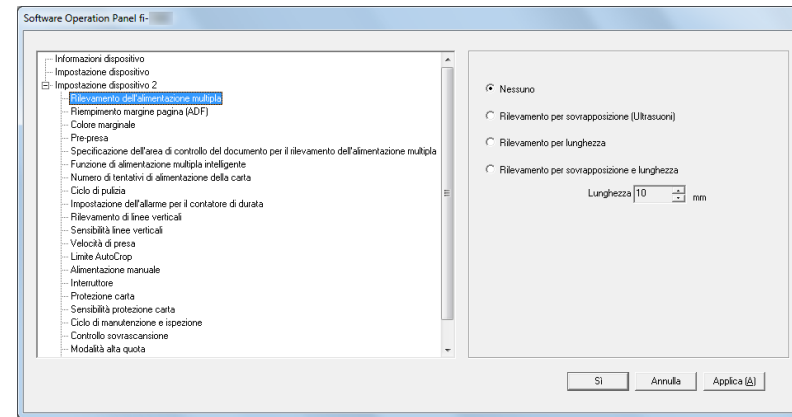 Software Operation Panel fi-
Informazioni dispositivo
Impostazione dispositivo
Impostazione dispositivo 2
Rilevamento dell'alimentazione multipla
Riempimento margine pagina (ADF)
Colore marginale
Pre-presa
Specificazione dell'area di controllo del documento per il rilevamento dell'alimentazione multipla
Funzione di alimentazione multipla intelligente
Numero di tentativi di alimentazione della carta
Ciclo di pulizia
Impostazione dell'allarme per il contatore di durata
Rilevamento di linee verticali
Sensibilità linee verticali
Velocità di presa
Limite AutoCrop
Alimentazione manuale
Interruttore
Protezione carta
Sensibilità protezione carta
Ciclo di manutenzione e ispezione
Controllo sovrascansione
Modalità alta quota
Nessuno
Rilevamento per sovrapposizione (Ultrasuoni)
Rilevamento per lunghezza
Rilevamento per sovrapposizione e lunghezza
Lunghezza 10 mm
Sì Annulla Applica (A)